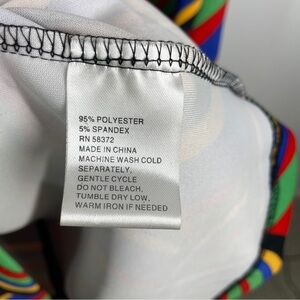 95% POLYESTER
5% SPANDEX
RN 58372
MADE IN CHINA
MACHINE WASH COLD
SEPARATELY.
GENTLE CYCLE
DO NOT BLEACH.
TUMBLE DRY LOW,
WARM IRON IF NEEDED